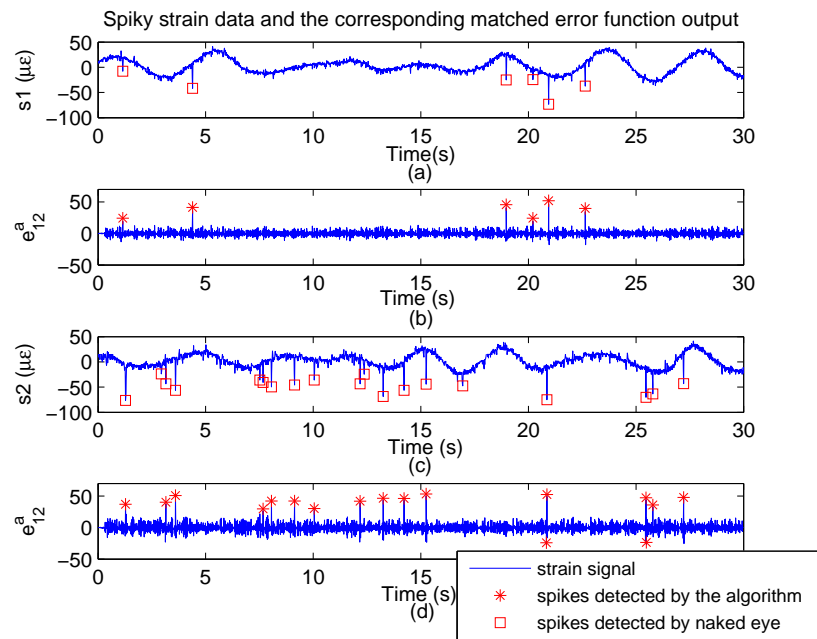 Spiky strain data and the corresponding matched error function output
50
0
−50
−100
s1 (με)
0 5 10 15 20 25 30
Time(s)
(a)
50
0
−50
e₁₂ᵃ
0 5 10 15 20 25 30
Time (s)
(b)
50
0
−50
−100
s2 (με)
0 5 10 15 20 25 30
Time (s)
(c)
50
0
−50
e₁₂ᵃ
0 5 10 15
Time (s)
(d)
strain signal
spikes detected by the algorithm
spikes detected by naked eye